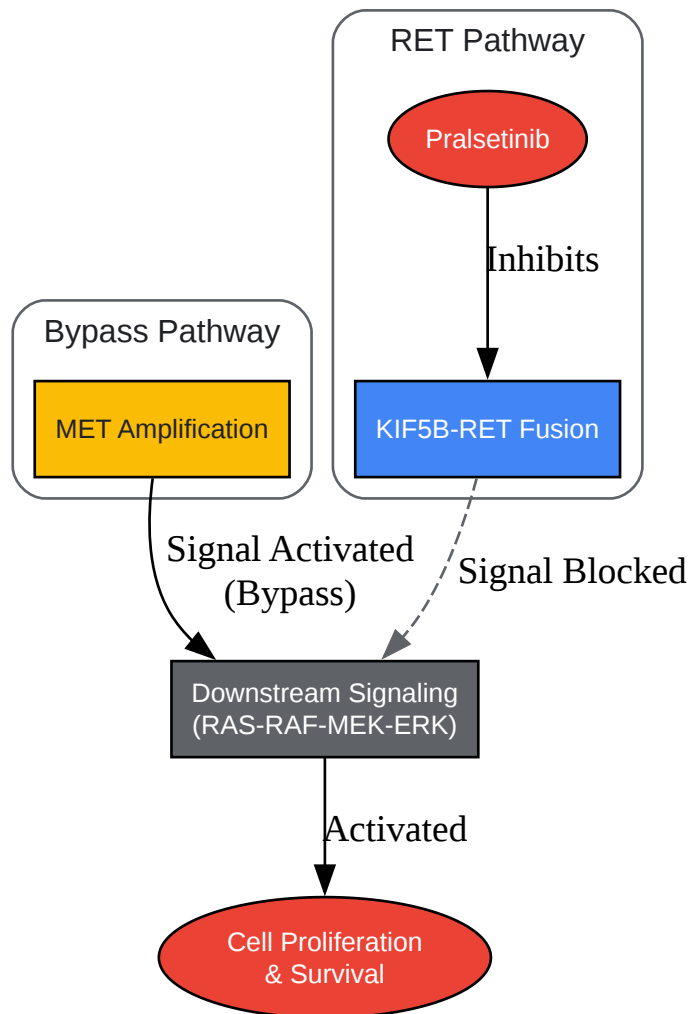 RET Pathway
Pralsetinib
Inhibits
Bypass Pathway
MET Amplification
KIF5B-RET Fusion
Signal Activated
(Bypass)
Signal Blocked
Downstream Signaling
(RAS-RAF-MEK-ERK)
Activated
Cell Proliferation
& Survival